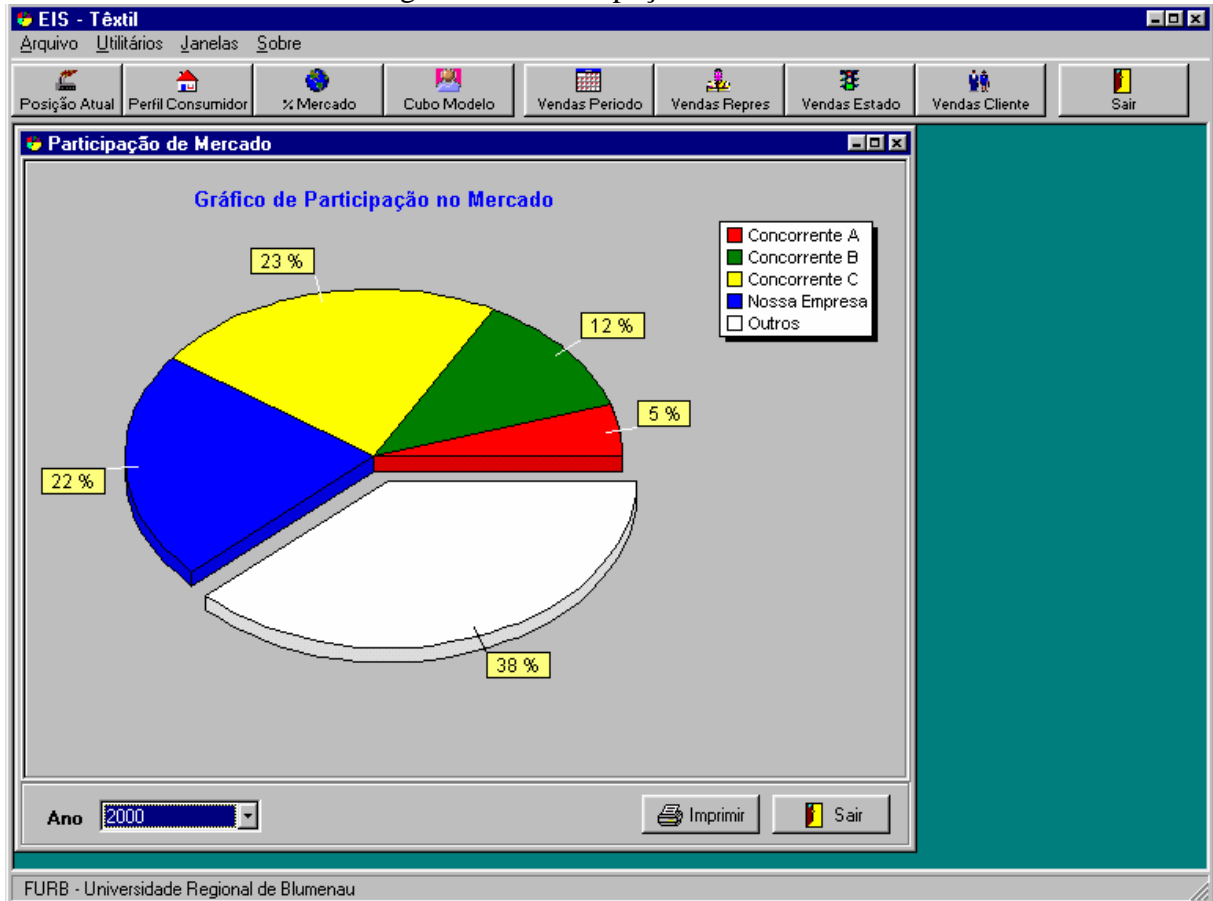 EIS - Têxtil
Arquivo Utilitários Janelas Sobre
Posição Atual Perfil Consumidor % Mercado Cubo Modelo Vendas Periodo Vendas Repres Vendas Estado Vendas Cliente Sair
Participação de Mercado
Gráfico de Participação no Mercado
Concorrente A
Concorrente B
Concorrente C
Nossa Empresa
Outros
23 %
12 %
5 %
22 %
38 %
Ano 2000 Imprimir Sair
FURB - Universidade Regional de Blumenau